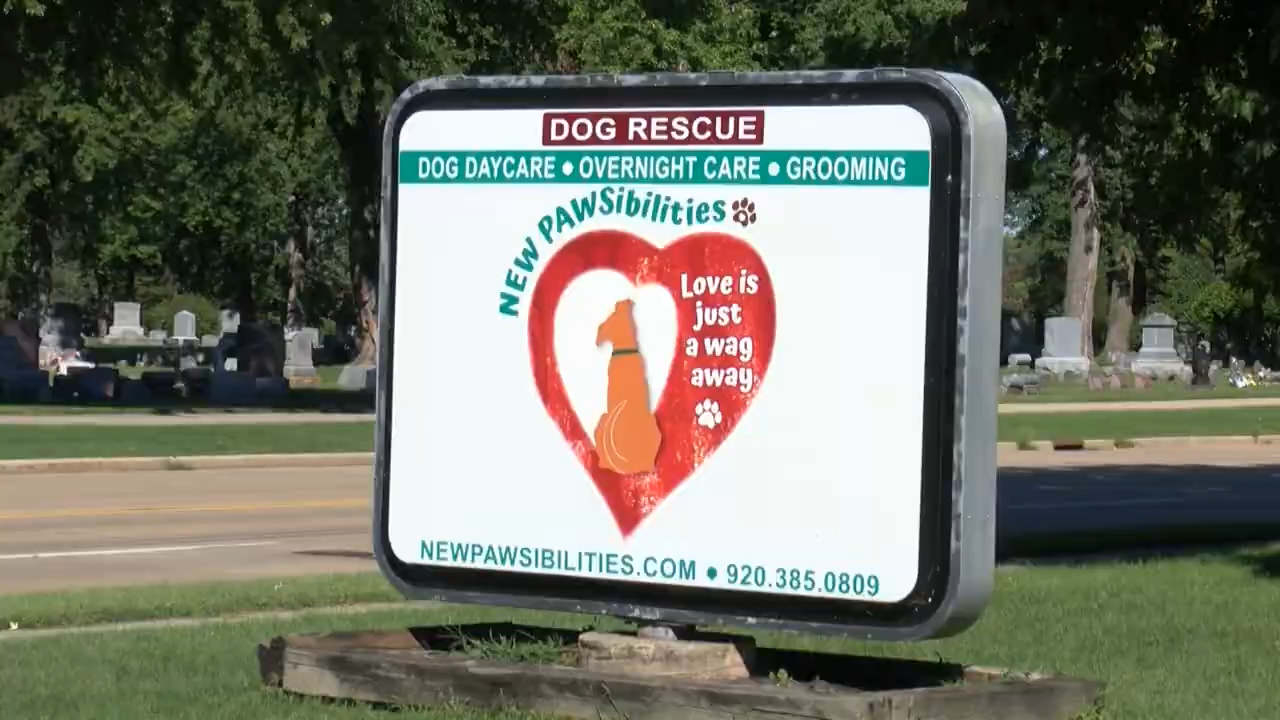 DOG RESCUE
DOG DAYCARE • OVERNIGHT CARE • GROOMING
NEW PAWSibilities
Love is
just
a wag
away
NEWPAWSIBILITIES.COM • 920.385.0809